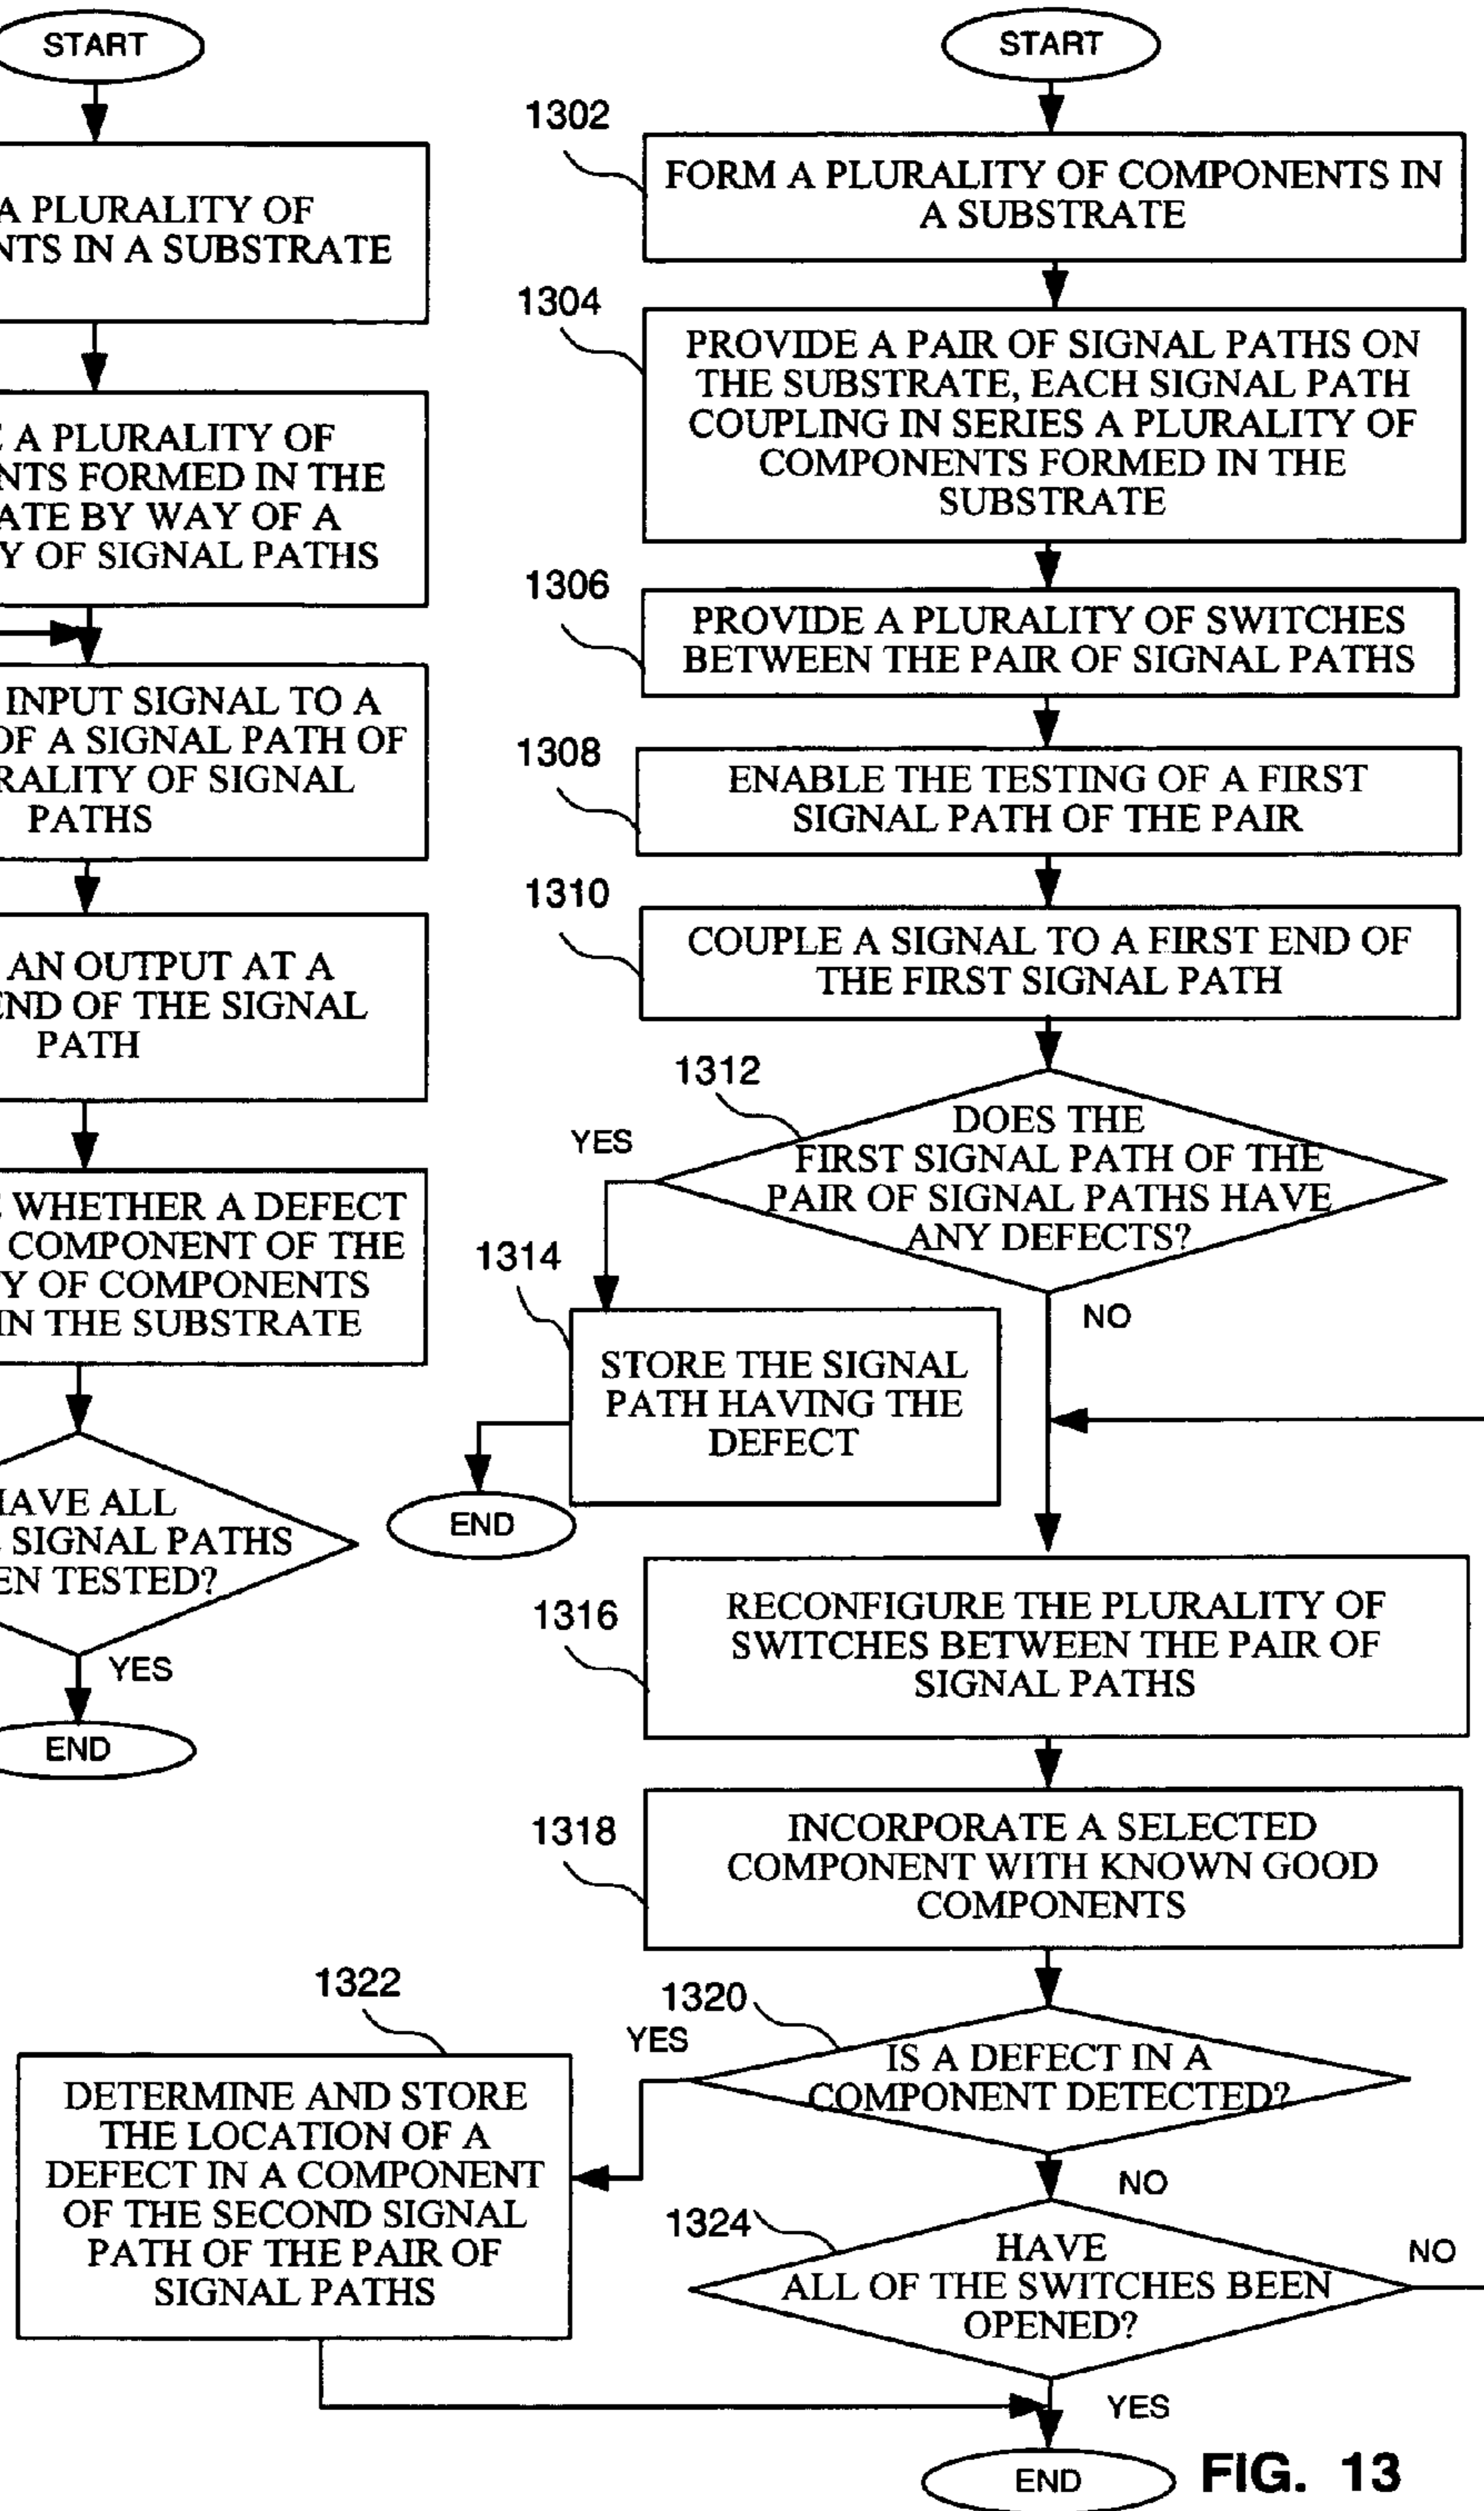 START
A PLURALITY OF
IN A SUBSTRATE
A PLURALITY OF
FORMED IN THE
BY WAY OF A
OF SIGNAL PATHS
INPUT SIGNAL TO A
OF A SIGNAL PATH OF
OF SIGNAL
PATHS
AN OUTPUT AT A
END OF THE SIGNAL
PATH
WHETHER A DEFECT
COMPONENT OF THE
OF COMPONENTS
IN THE SUBSTRATE
HAVE ALL
SIGNAL PATHS
TESTED?
YES
END
START
1302
FORM A PLURALITY OF COMPONENTS IN
A SUBSTRATE
1304
PROVIDE A PAIR OF SIGNAL PATHS ON
THE SUBSTRATE, EACH SIGNAL PATH
COUPLING IN SERIES A PLURALITY OF
COMPONENTS FORMED IN THE
SUBSTRATE
1306
PROVIDE A PLURALITY OF SWITCHES
BETWEEN THE PAIR OF SIGNAL PATHS
1308
ENABLE THE TESTING OF A FIRST
SIGNAL PATH OF THE PAIR
1310
COUPLE A SIGNAL TO A FIRST END OF
THE FIRST SIGNAL PATH
1312
DOES THE
FIRST SIGNAL PATH OF THE
PAIR OF SIGNAL PATHS HAVE
ANY DEFECTS?
YES
NO
1314
STORE THE SIGNAL
PATH HAVING THE
DEFECT
END
1316
RECONFIGURE THE PLURALITY OF
SWITCHES BETWEEN THE PAIR OF
SIGNAL PATHS
1318
INCORPORATE A SELECTED
COMPONENT WITH KNOWN GOOD
COMPONENTS
1320
IS A DEFECT IN A
COMPONENT DETECTED?
YES
NO
1322
DETERMINE AND STORE
THE LOCATION OF A
DEFECT IN A COMPONENT
OF THE SECOND SIGNAL
PATH OF THE PAIR OF
SIGNAL PATHS
1324
HAVE
ALL OF THE SWITCHES BEEN
OPENED?
NO
YES
END
FIG. 13